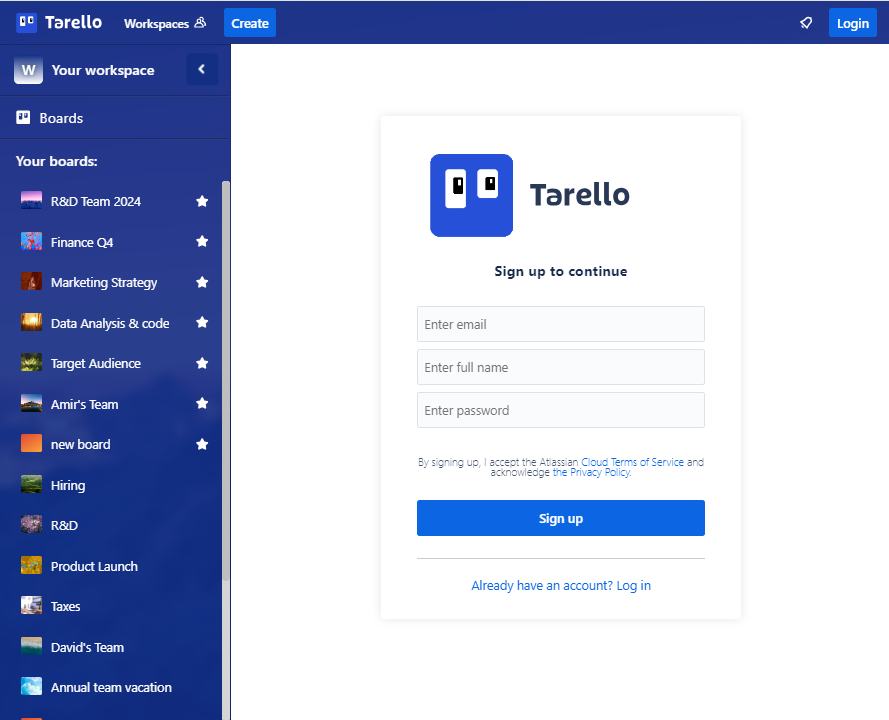 Tarello Workspaces Create Login
W Your workspace
Boards
Your boards:
R&D Team 2024
Finance Q4
Marketing Strategy
Data Analysis & code
Target Audience
Amir's Team
new board
Hiring
R&D
Product Launch
Taxes
David's Team
Annual team vacation
Tarello
Sign up to continue
Enter email
Enter full name
Enter password
By signing up, I accept the Atlassian Cloud Terms of Service and
acknowledge the Privacy Policy.
Sign up
Already have an account? Log in